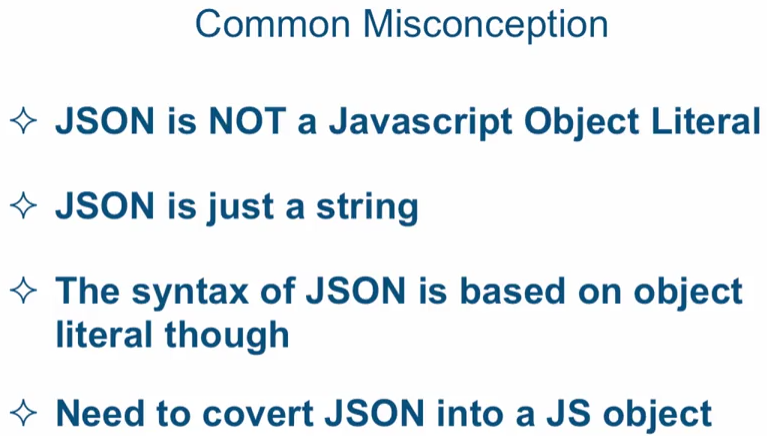 Common Misconception
✧ JSON is NOT a Javascript Object Literal
✧ JSON is just a string
✧ The syntax of JSON is based on object
literal though
✧ Need to covert JSON into a JS object